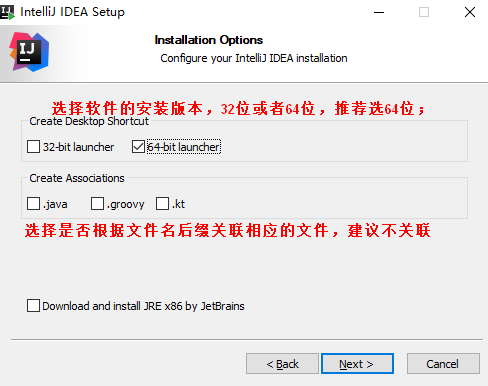 IntelliJ IDEA Setup
IJ
Installation Options
Configure your IntelliJ IDEA installation
选择软件的安装版本，32位或者64位，推荐选64位；
Create Desktop Shortcut
32-bit launcher 64-bit launcher
Create Associations
.java .groovy .kt
选择是否根据文件名后缀关联相应的文件，建议不关联
Download and install JRE x86 by JetBrains
< Back Next > Cancel